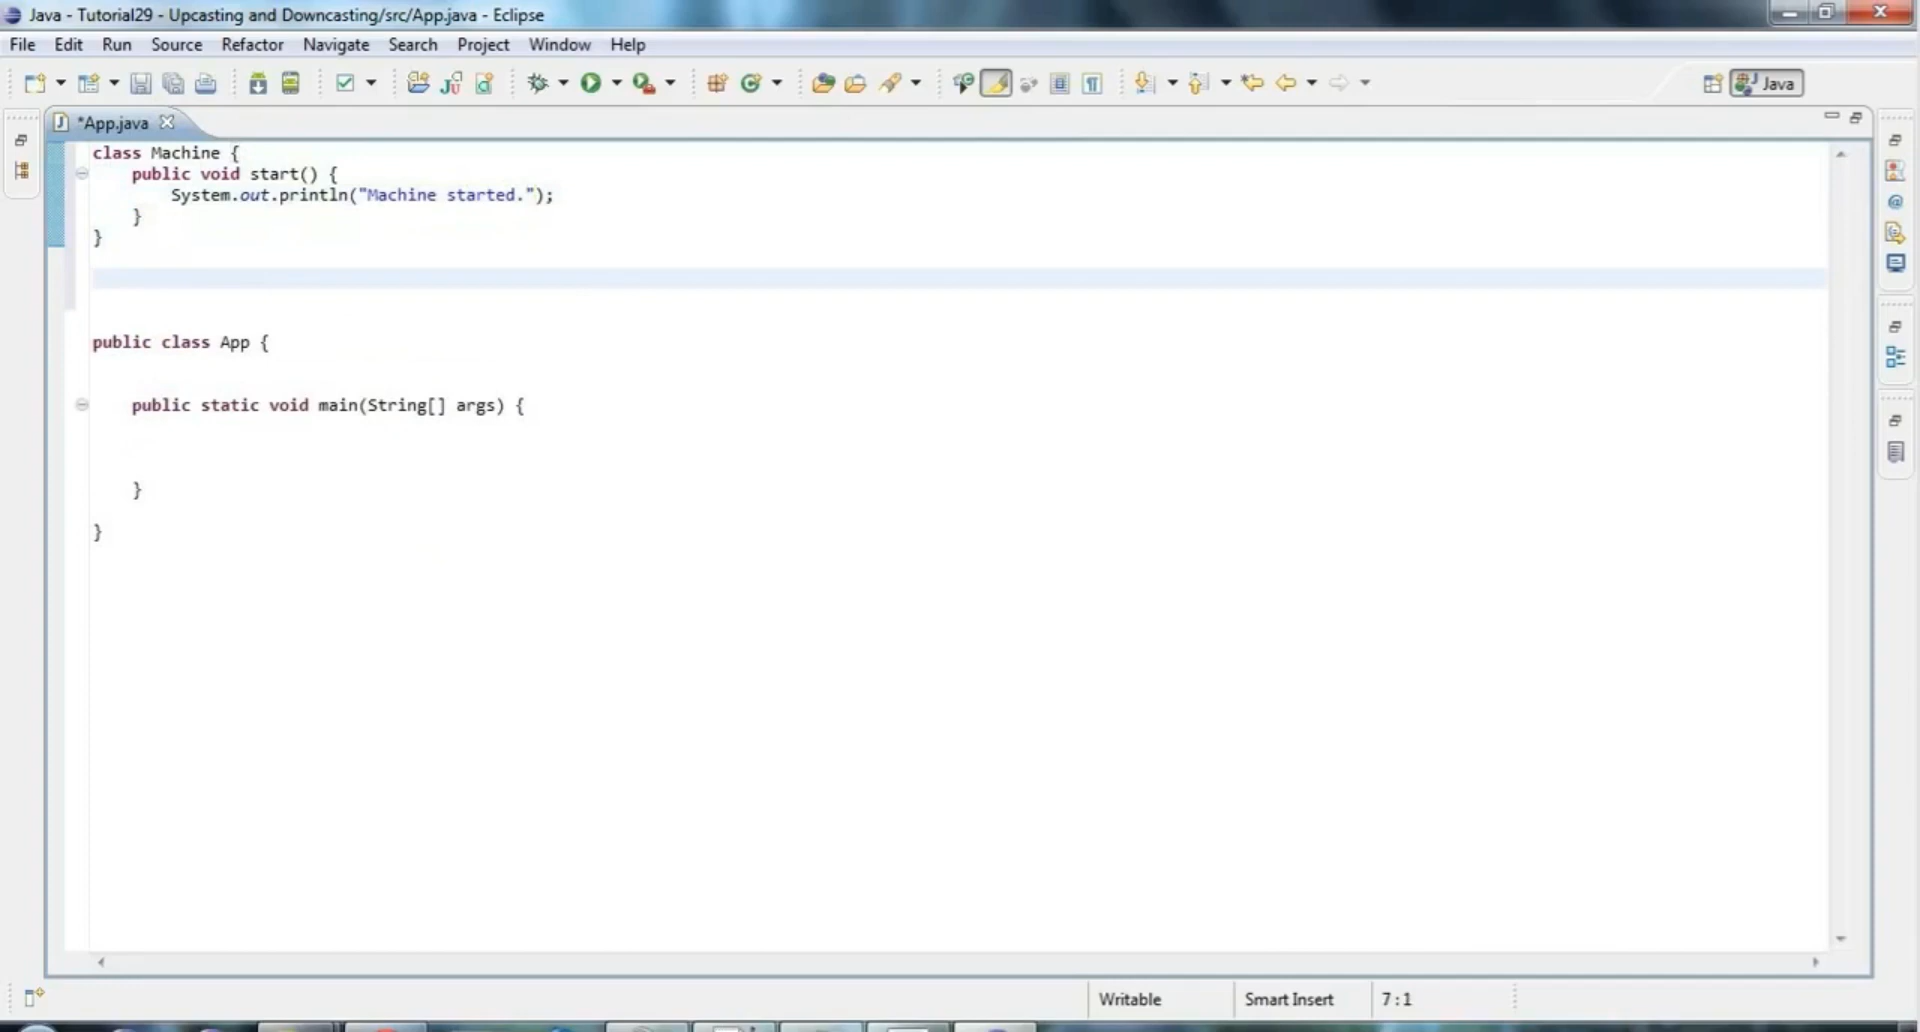 Java - Tutorial29 - Upcasting and Downcasting/src/App.java - Eclipse
File Edit Run Source Refactor Navigate Search Project Window Help
Java
*App.java
class Machine {
public void start() {
System.out.println("Machine started.");
}
}
public class App {
public static void main(String[] args) {
}
}
Writable Smart Insert 7 : 1